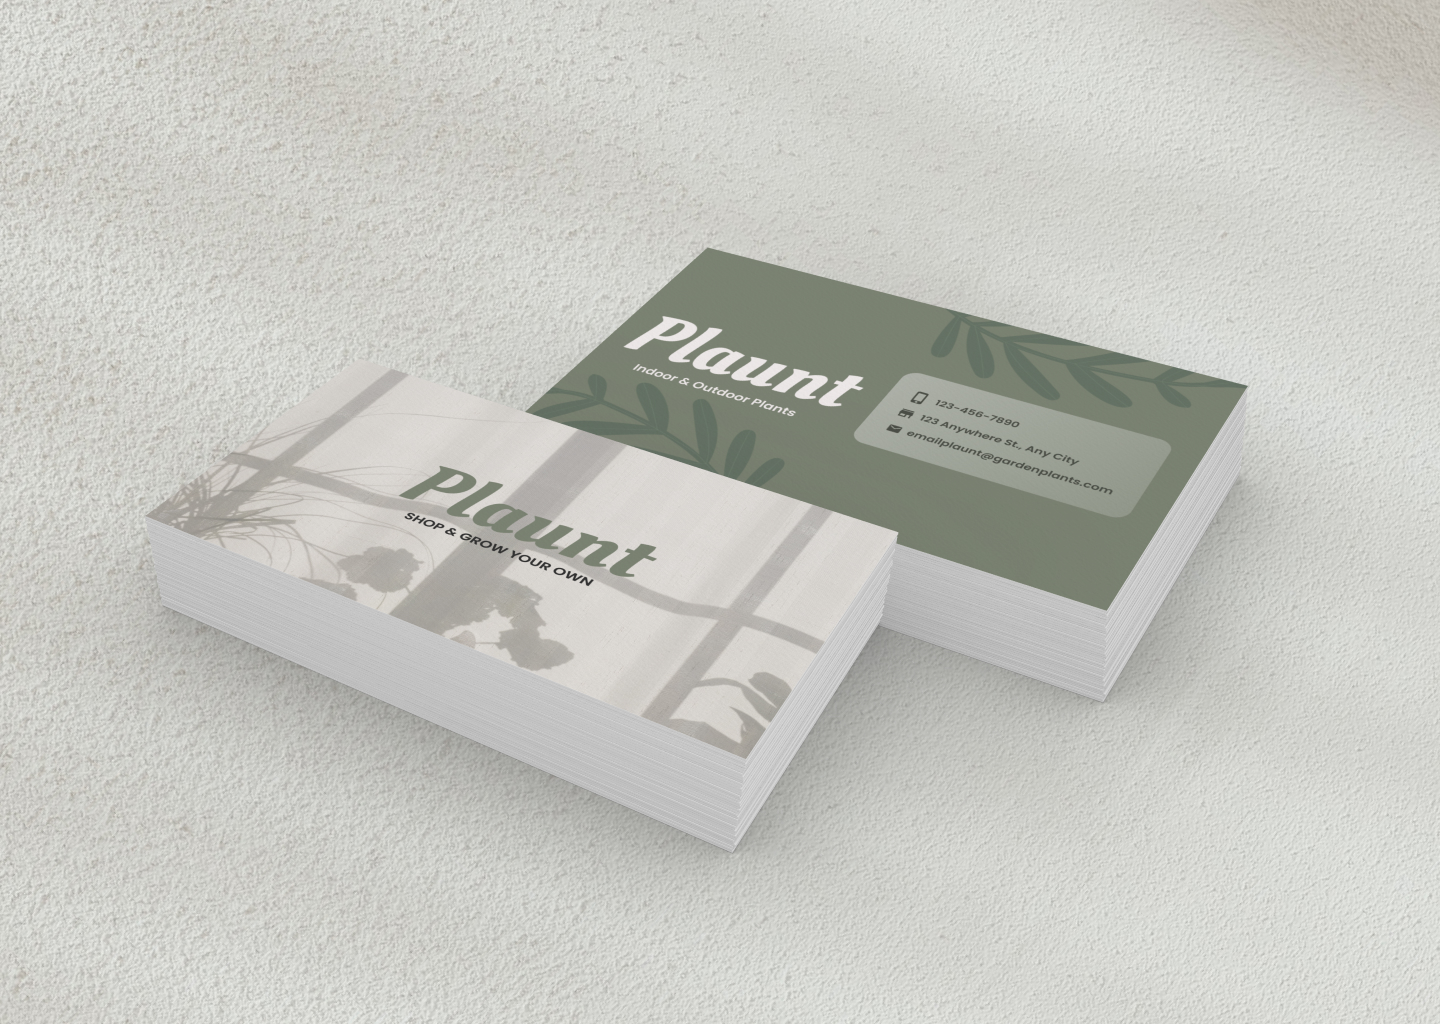 Plaunt
Indoor & Outdoor Plants
123-456-7890
123 Anywhere St., Any City
emailplaunt@gardenplants.com
Plaunt
SHOP & GROW YOUR OWN